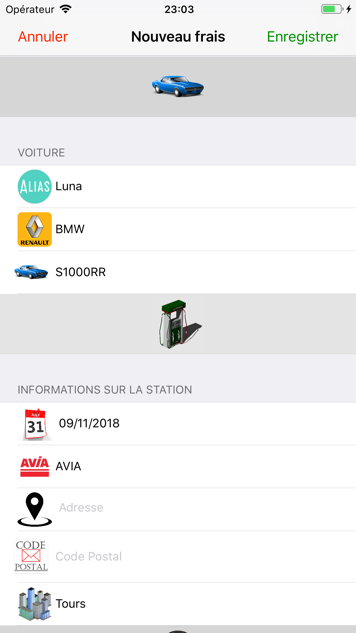 Opérateur 23:03
Annuler Nouveau frais Enregistrer
VOITURE
ALIAS Luna
RENAULT BMW
S1000RR
INFORMATIONS SUR LA STATION
31 09/11/2018
AVIA AVIA
Adresse
CODE
POSTAL Code Postal
Tours